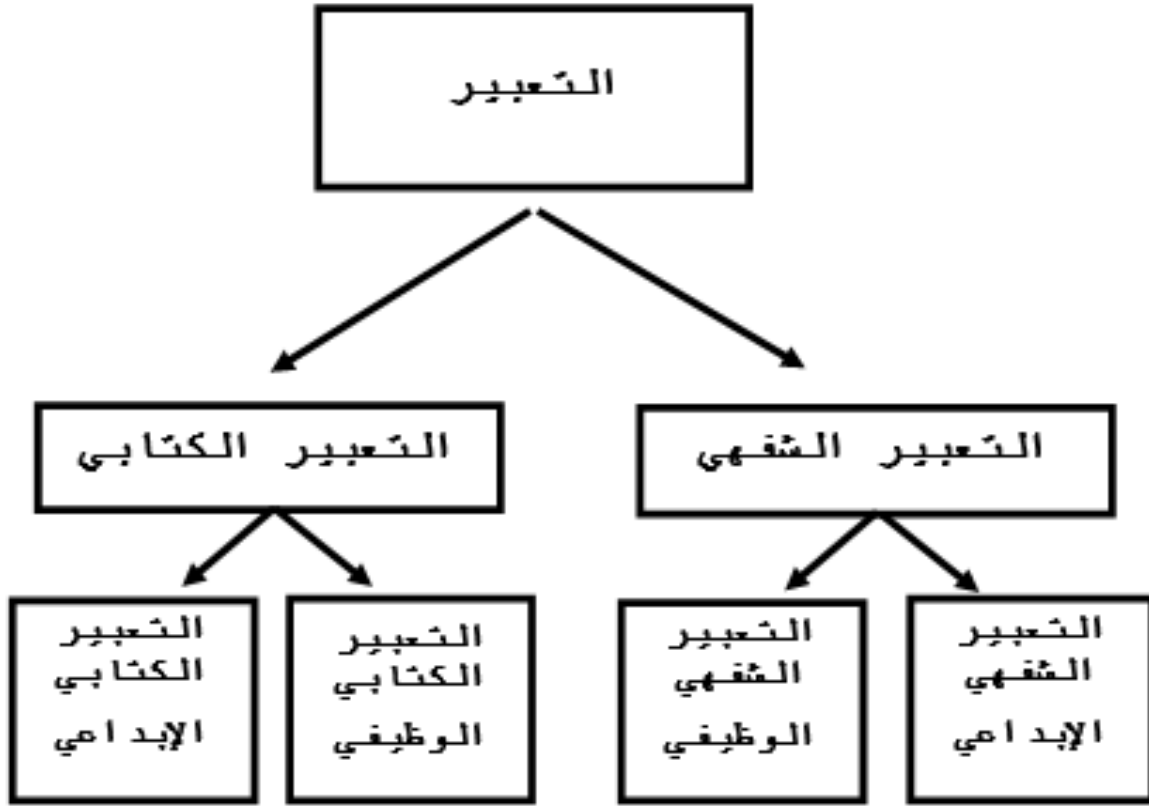 التعبير
التعبير الشفهي
التعبير الكتابي
التعبير
الشفهي
الإبداعي
التعبير
الشفهي
الوظيفي
التعبير
الكتابي
الوظيفي
التعبير
الكتابي
الإبداعي